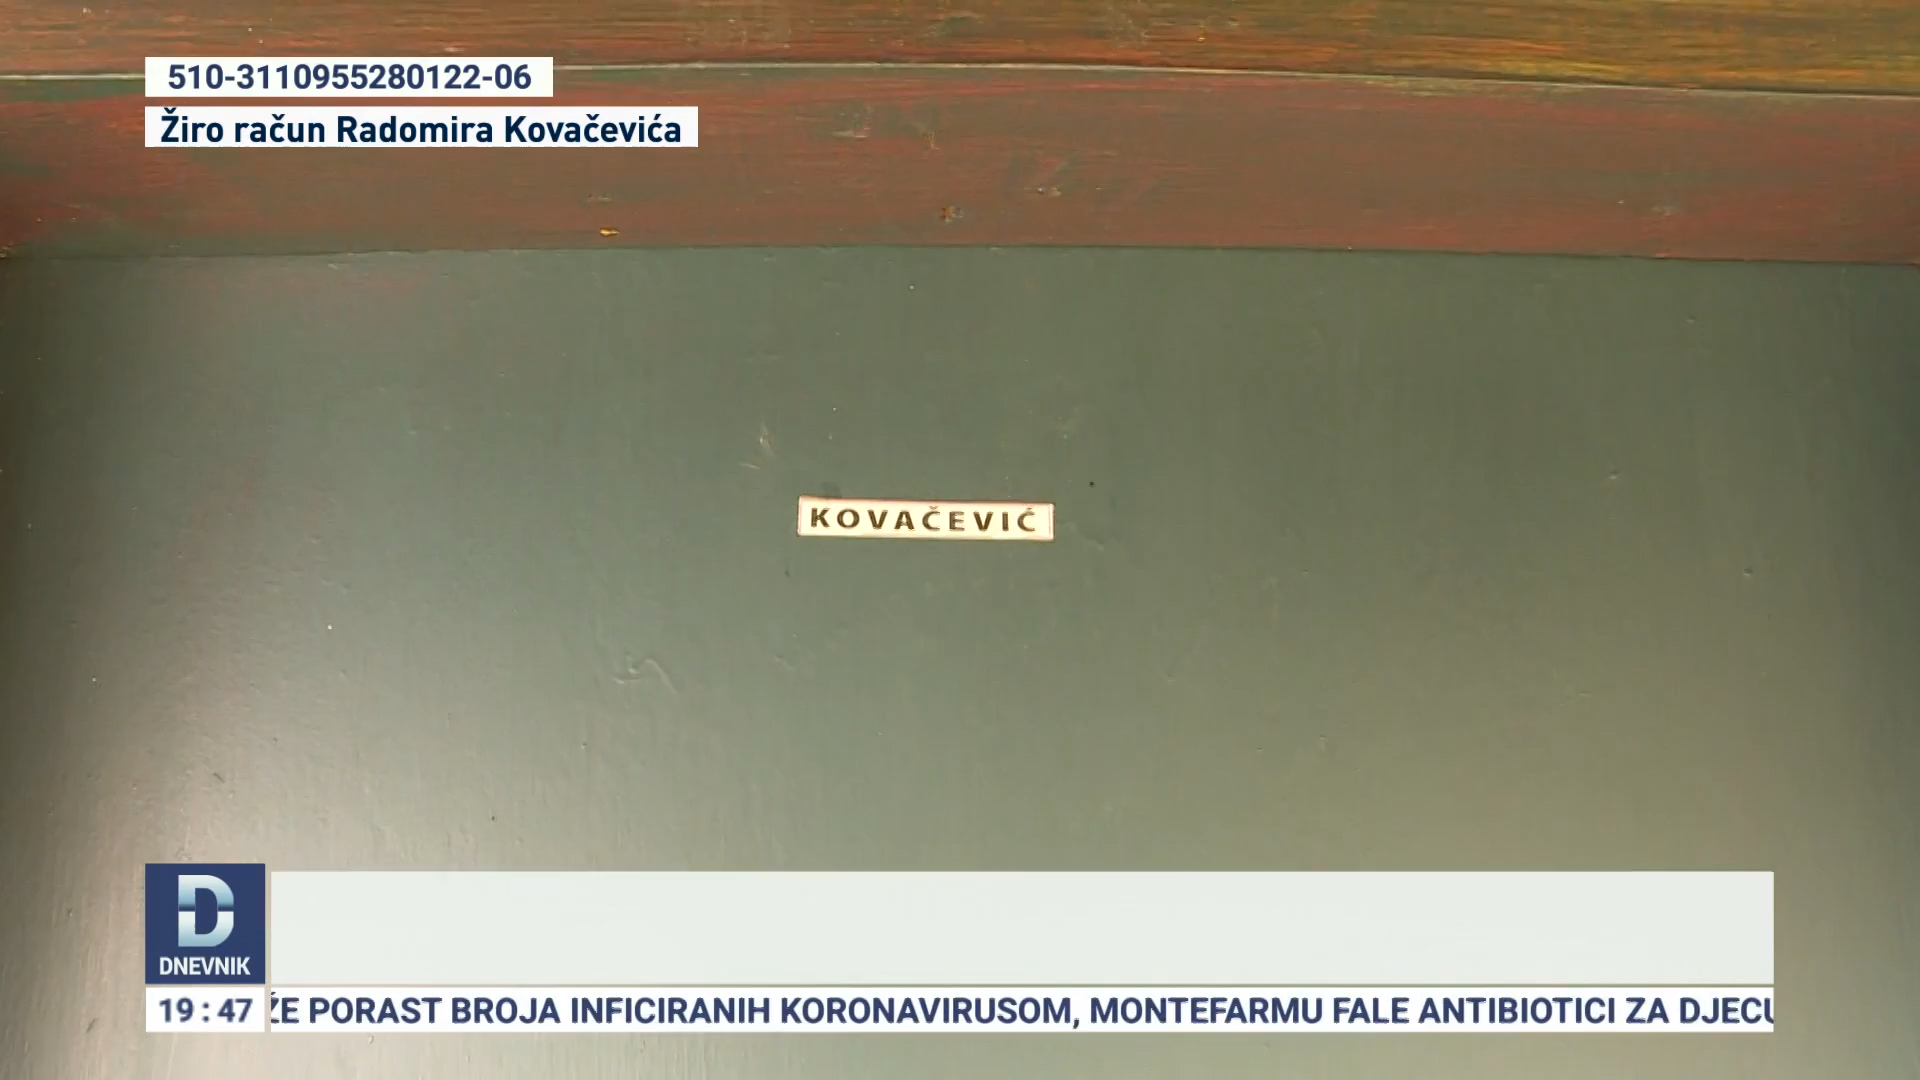 510-3110955280122-06
Žiro račun Radomira Kovačevića
KOVAČEVIĆ
D
DNEVNIK
19:47 ŽE PORAST BROJA INFICIRANIH KORONAVIRUSOM, MONTEFARMU FALE ANTIBIOTICI ZA DJECU